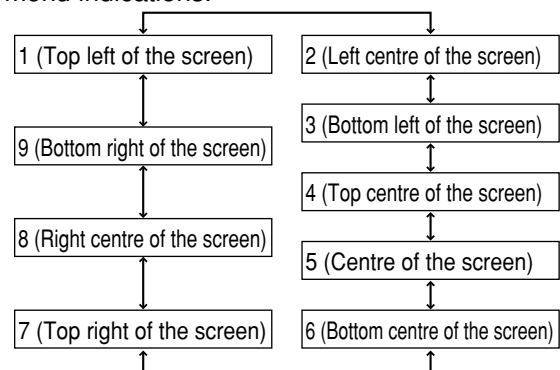 menu indications.
1 (Top left of the screen)
9 (Bottom right of the screen)
8 (Right centre of the screen)
7 (Top right of the screen)
2 (Left centre of the screen)
3 (Bottom left of the screen)
4 (Top centre of the screen)
5 (Centre of the screen)
6 (Bottom centre of the screen)